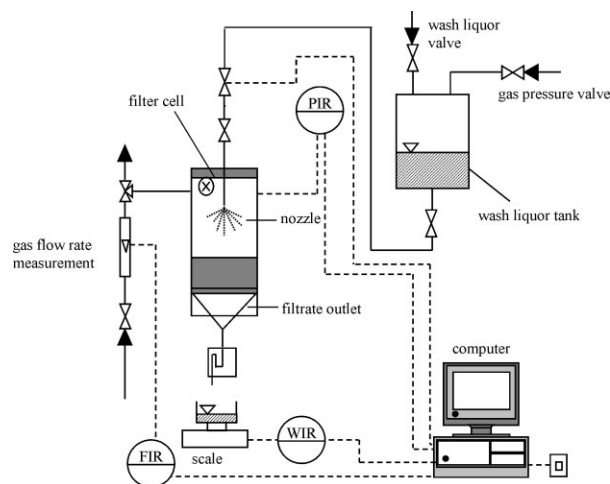 wash liquor
valve
gas pressure valve
filter cell
PIR
wash liquor tank
nozzle
gas flow rate
measurement
filtrate outlet
computer
WIR
scale
FIR